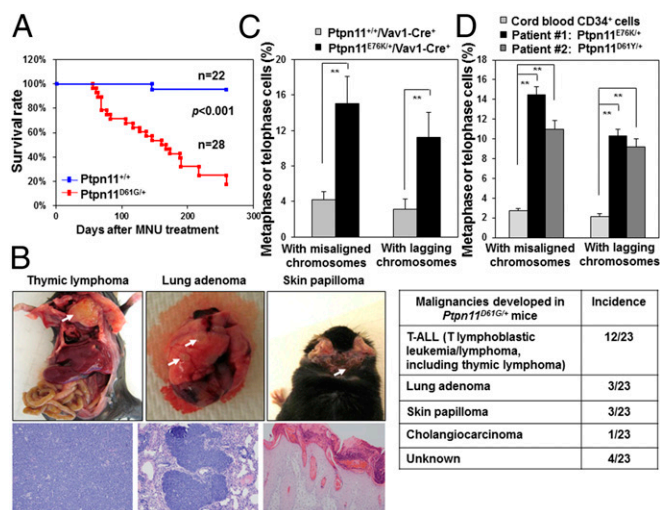 A
120%
100%
80%
60%
40%
20%
0%
Survival rate
n=22
p<0.001
n=28
Ptpn11+/+
Ptpn11D61G/+
0
100
200
300
Days after MNU treatment
C
Ptpn11+/+/Vav1-Cre+
Ptpn11E76K/+/Vav1-Cre+
Metaphase or telophase cells (%)
20
16
12
8
4
0
**
**
With misaligned
chromosomes
With lagging
chromosomes
D
Cord blood CD34+ cells
Patient #1: Ptpn11E76K/+
Patient #2: Ptpn11D61Y/+
Metaphase or telophase cells (%)
18
16
14
12
10
8
6
4
2
0
**
**
**
**
With misaligned
chromosomes
With lagging
chromosomes
B
Thymic lymphoma
Lung adenoma
Skin papilloma
Malignancies developed in
Ptpn11D61G/+ mice
Incidence
T-ALL (T lymphoblastic
leukemia/lymphoma,
including thymic lymphoma)
12/23
Lung adenoma
3/23
Skin papilloma
3/23
Cholangiocarcinoma
1/23
Unknown
4/23